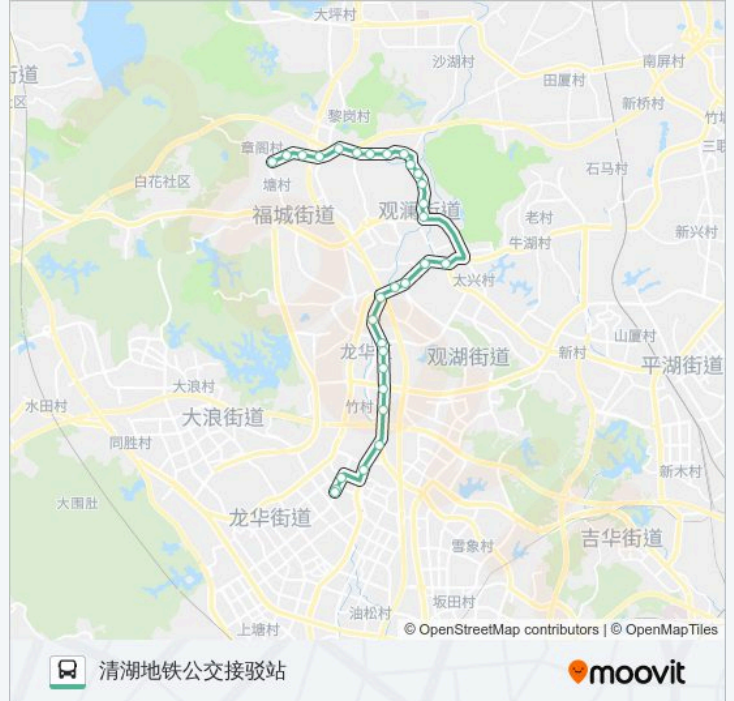 大坪村
沙湖村
南屏村
街道
田厦村
社区
新桥村
竹塘
黎岗村
章阁村
三联
石马村
白花社区
塘村
福城街道
观澜街道
老村
新兴村
牛湖村
太兴村
山厦村
龙华区
观湖街道
新村
平湖街道
大浪村
水田村
竹村
大浪街道
同胜村
新木村
大围肚
龙华街道
吉华街道
雪象村
坂田村
油松村
上塘村
© OpenStreetMap contributors | © OpenMapTiles
清湖地铁公交接驳站
moovit